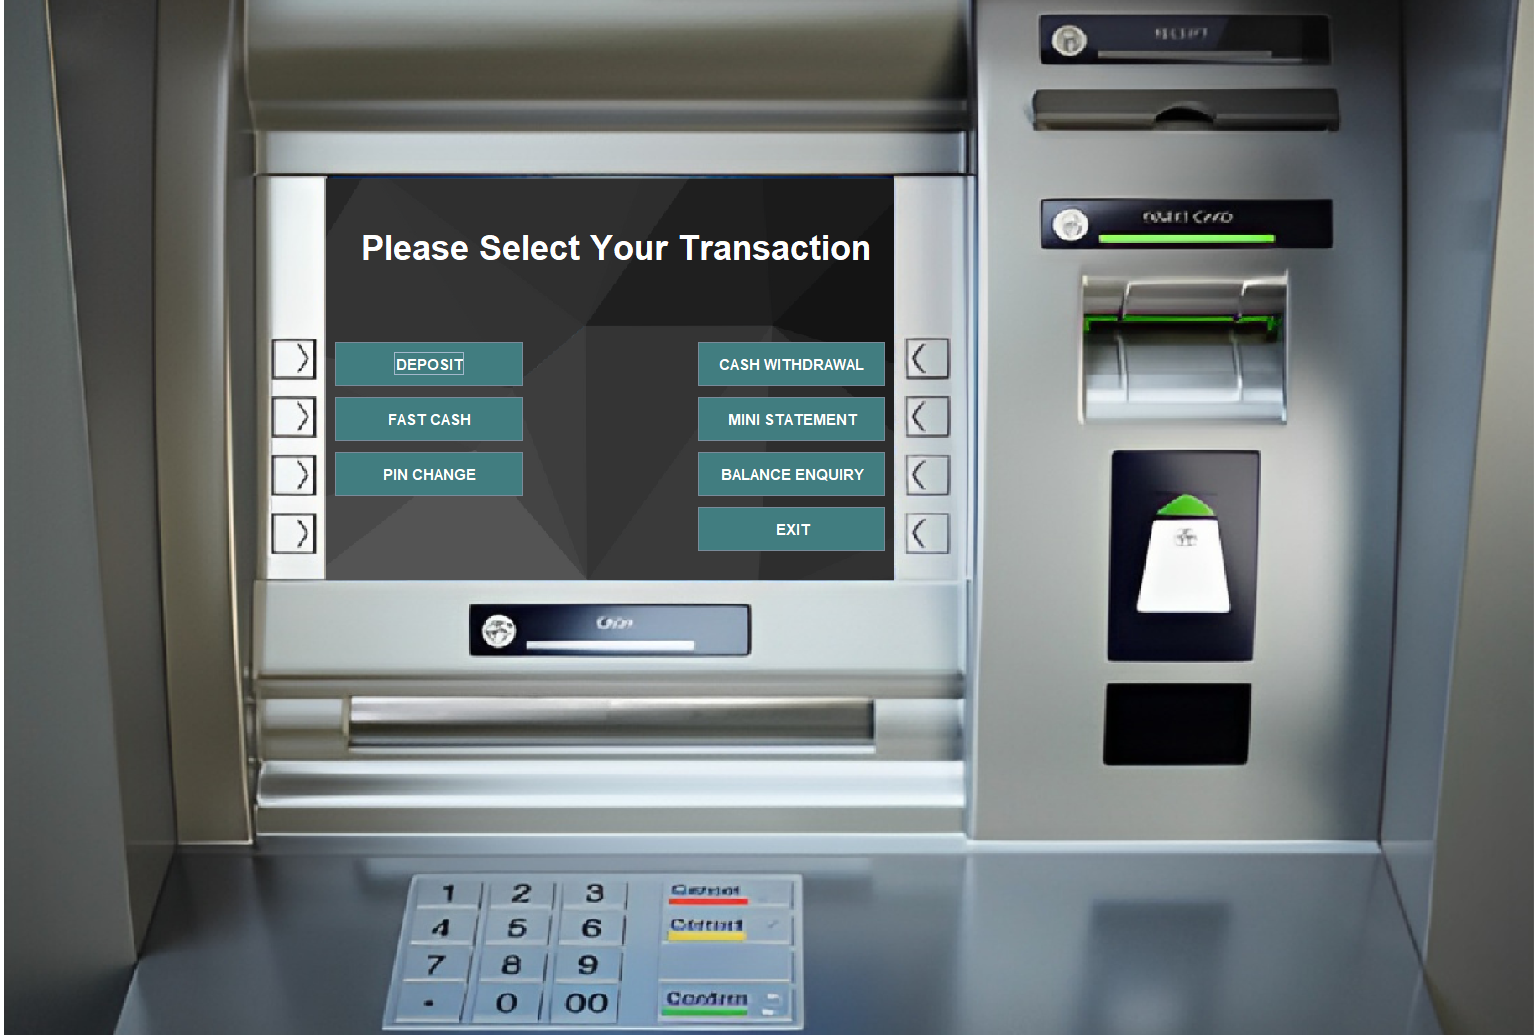 Please Select Your Transaction
DEPOSIT
CASH WITHDRAWAL
FAST CASH
MINI STATEMENT
PIN CHANGE
BALANCE ENQUIRY
EXIT
1 2 3
4 5 6
7 8 9
0 00